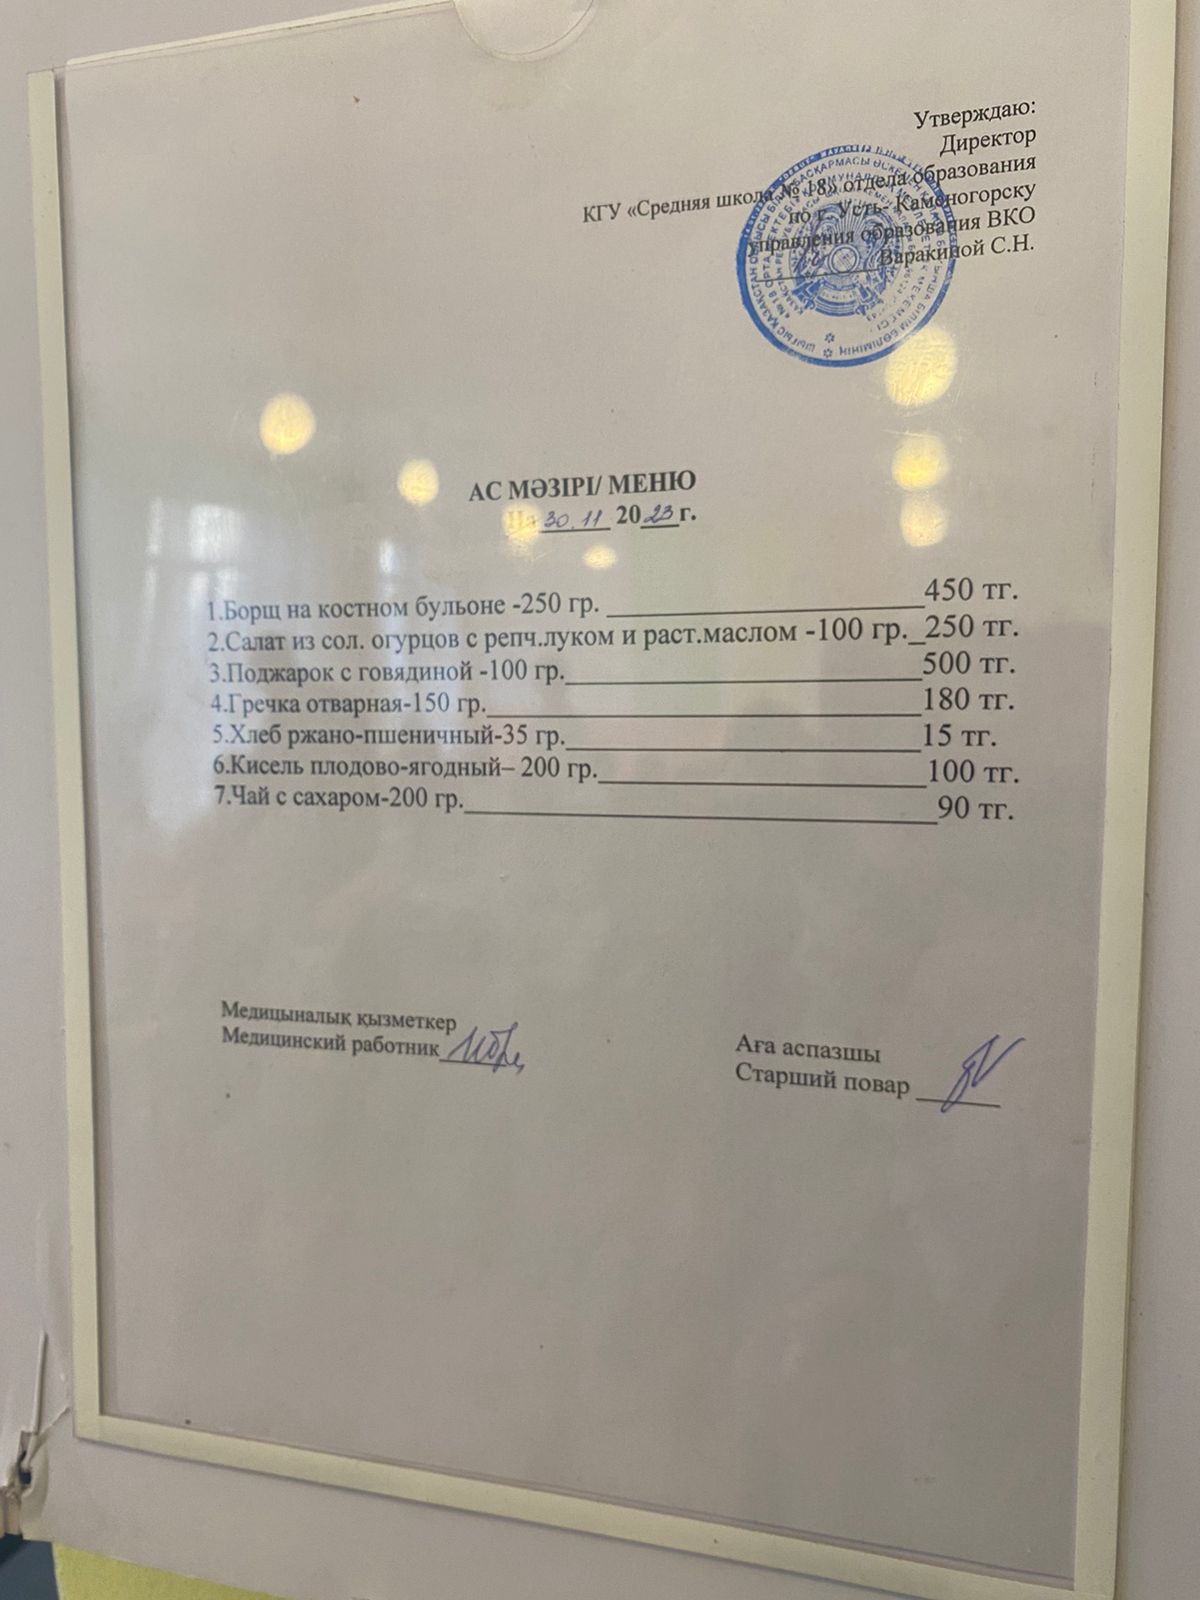 Утверждаю:
Директор
КГУ «Средняя школа № 18» отдела образования
по г. Усть- Каменогорску
управления образования ВКО
Варакиной С.Н.
АС МӘЗІРІ/ МЕНЮ
На 30.11 2023 г.
1.Борщ на костном бульоне -250 гр. 450 тг.
2.Салат из сол. огурцов с репч.луком и раст.маслом -100 гр. 250 тг.
3.Поджарок с говядиной -100 гр. 500 тг.
4.Гречка отварная-150 гр. 180 тг.
5.Хлеб ржано-пшеничный-35 гр. 15 тг.
6.Кисель плодово-ягодный– 200 гр. 100 тг.
7.Чай с сахаром-200 гр. 90 тг.
Медициналық қызметкер
Медицинский работник
Аға аспазшы
Старший повар